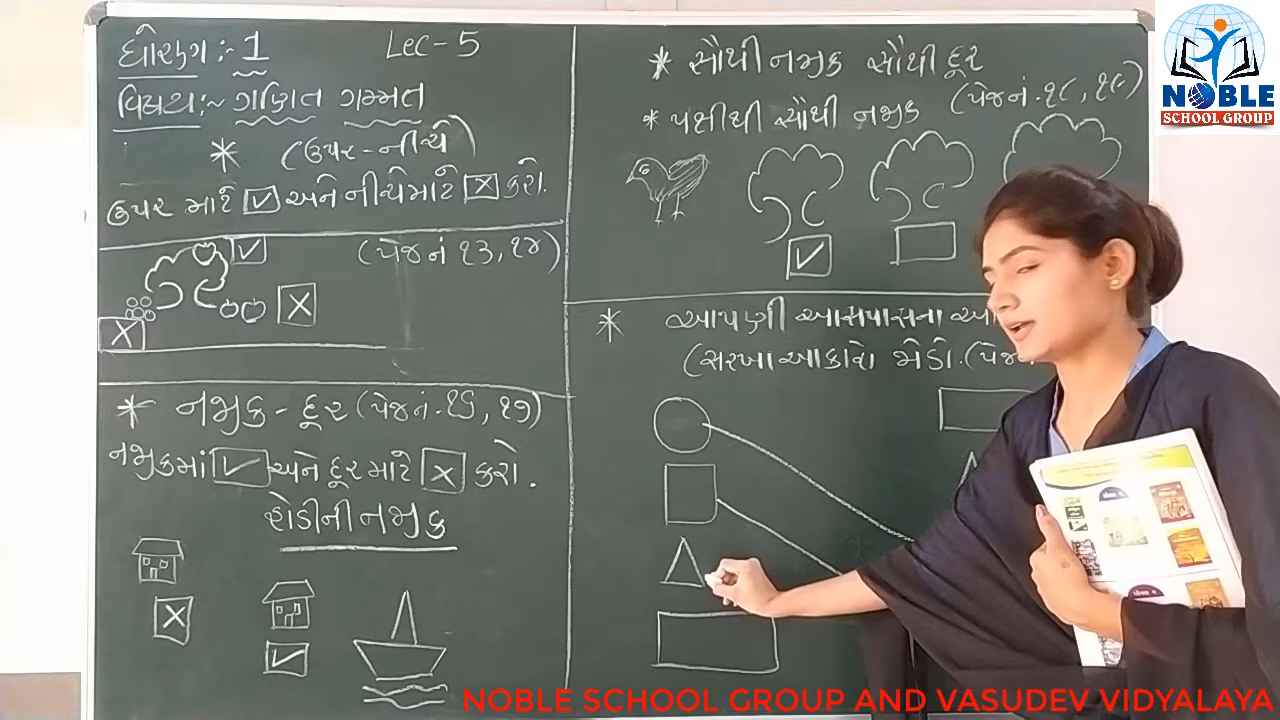 ધોરણ :- 1 Lec - 5
વિષય :- ગણિત ગમ્મત
* (ઉપર - નીચે)
ઉપર માટે ✓ અને નીચે માટે × કરો.
(પેજ નં ૧૩, ૧૪)
* નજીક - દૂર (પેજ નં. ૧૬, ૧૭)
નજીકમાં ✓ અને દૂર માટે × કરો.
હોડીની નજીક
* સૌથી નજીક સૌથી દૂર
(પેજ નં. ૧૮, ૧૯)
* પક્ષીથી સૌથી નજીક
* આપણી આસપાસના
(સરખા આકારો જોડો. (પેજ
NOBLE
SCHOOL GROUP
NOBLE SCHOOL GROUP AND VASUDEV VIDYALAYA